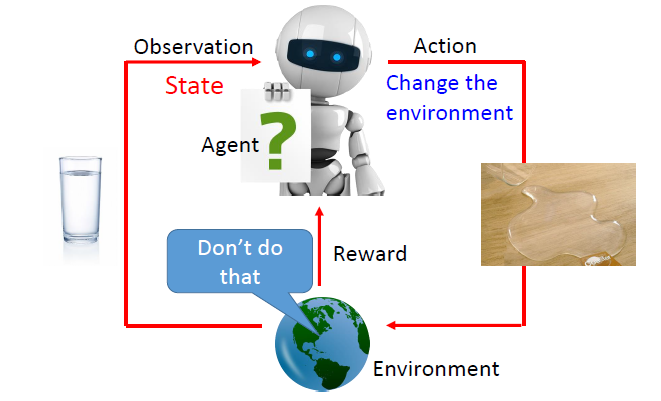 Observation
State
Action
Change the
environment
Agent
?
Don’t do
that
Reward
Environment